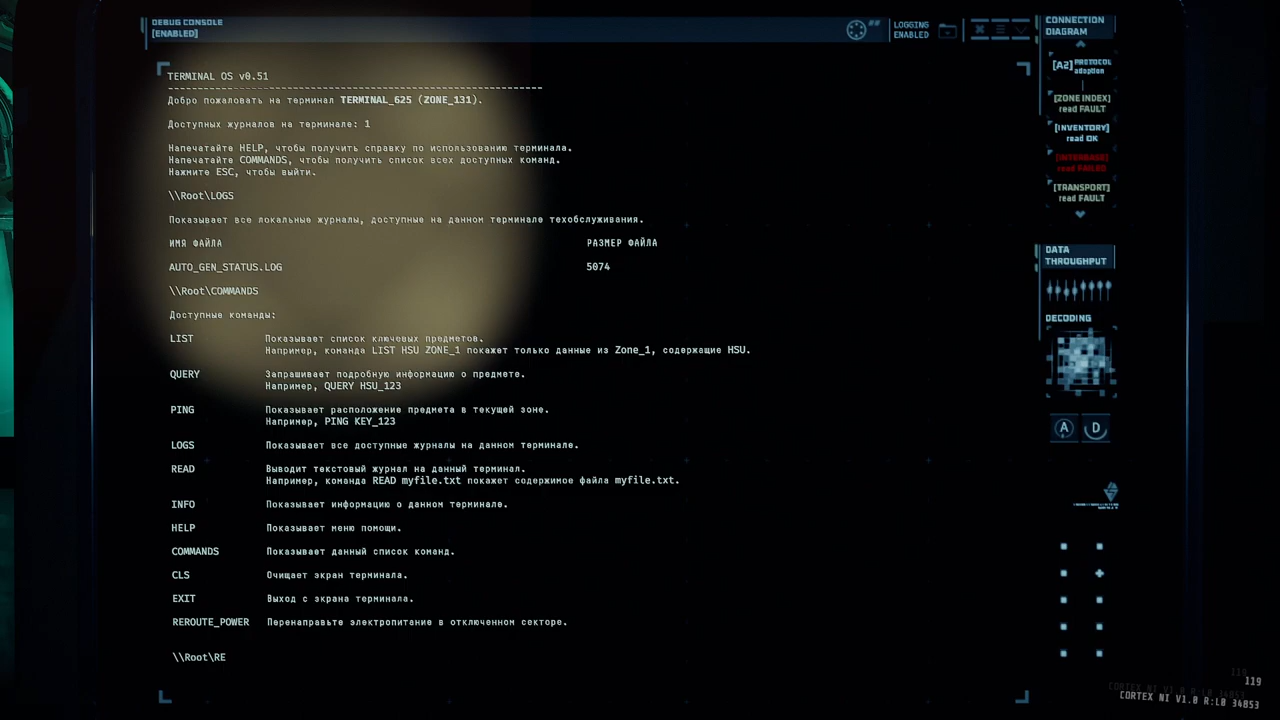 DEBUG CONSOLE
[ENABLED]
LOGGING
ENABLED
TERMINAL OS v0.51
--------------------------------------------------------------
Добро пожаловать на терминал TERMINAL_625 (ZONE_131).
Доступных журналов на терминале: 1
Напечатайте HELP, чтобы получить справку по использованию терминала.
Напечатайте COMMANDS, чтобы получить список всех доступных команд.
Нажмите ESC, чтобы выйти.
\\Root\LOGS
Показывает все локальные журналы, доступные на данном терминале техобслуживания.
ИМЯ ФАЙЛА РАЗМЕР ФАЙЛА
AUTO_GEN_STATUS.LOG 5074
\\Root\COMMANDS
Доступные команды:
LIST Показывает список ключевых предметов.
Например, команда LIST HSU ZONE_1 покажет только данные из Zone_1, содержащие HSU.
QUERY Запрашивает подробную информацию о предмете.
Например, QUERY HSU_123
PING Показывает расположение предмета в текущей зоне.
Например, PING KEY_123
LOGS Показывает все доступные журналы на данном терминале.
READ Выводит текстовый журнал на данный терминал.
Например, команда READ myfile.txt покажет содержимое файла myfile.txt.
INFO Показывает информацию о данном терминале.
HELP Показывает меню помощи.
COMMANDS Показывает данный список команд.
CLS Очищает экран терминала.
EXIT Выход с экрана терминала.
REROUTE_POWER Перенаправьте электропитание в отключенном секторе.
\\Root\RE
CONNECTION
DIAGRAM
[A2] PROTOCOL
adoption
[ZONE INDEX]
read FAULT
[INVENTORY]
read OK
read FAILED
[TRANSPORT]
read FAULT
DATA
THROUGHPUT
DECODING
A D
119
CORTEX NI V1.0 R:L0 34853